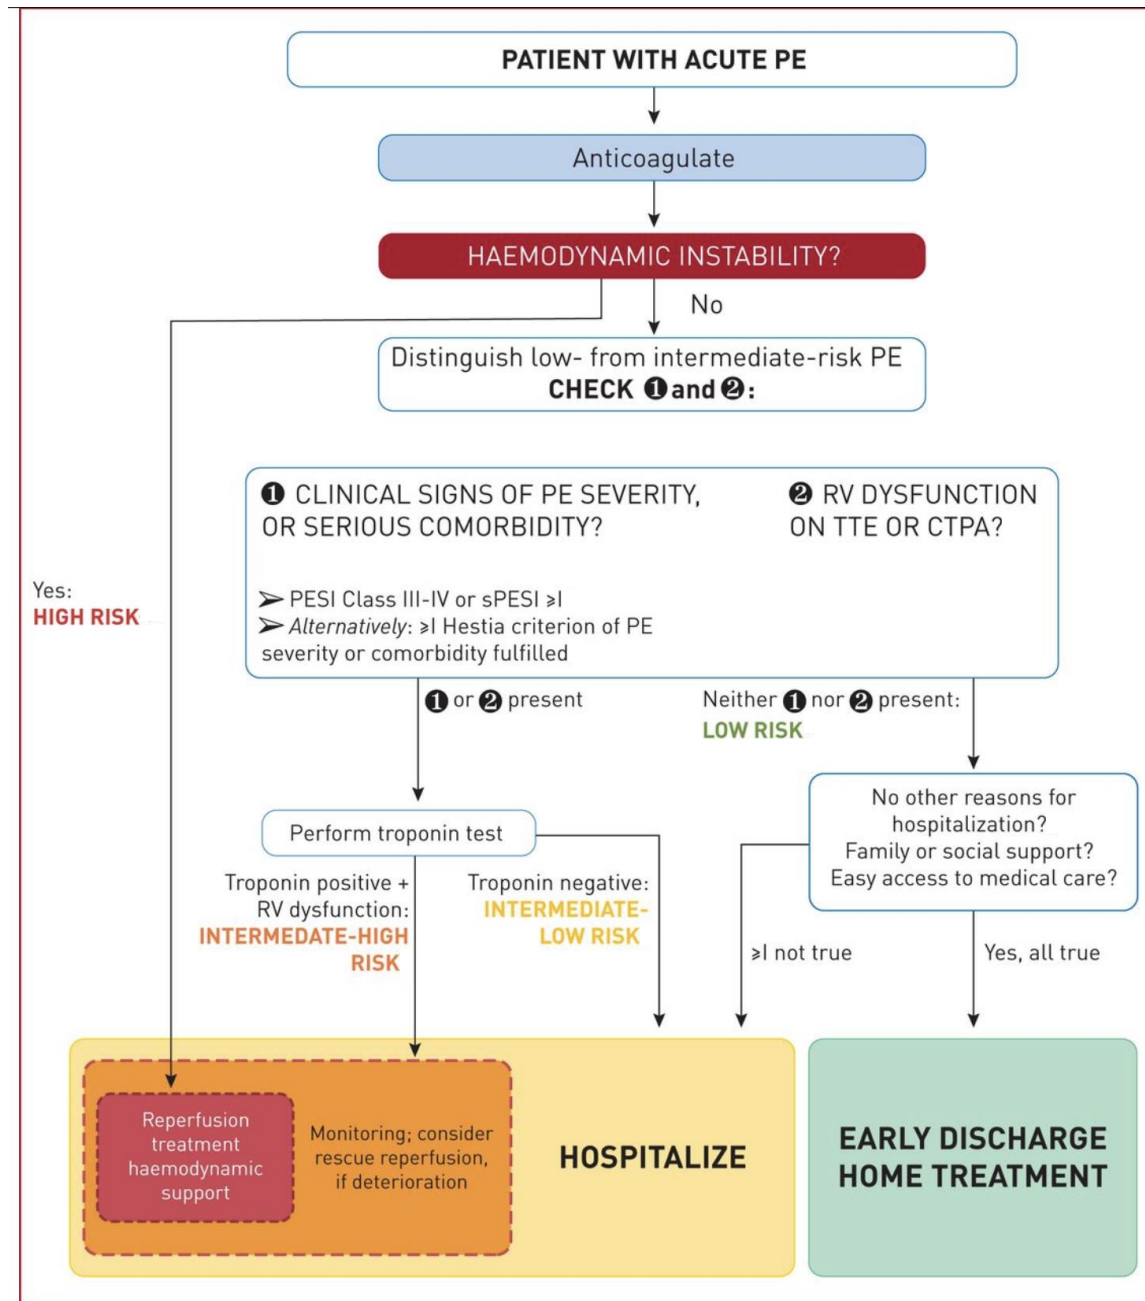 PATIENT WITH ACUTE PE
Anticoagulate
HAEMODYNAMIC INSTABILITY?
No
Distinguish low- from intermediate-risk PE
CHECK ❶ and ❷:
❶ CLINICAL SIGNS OF PE SEVERITY,
OR SERIOUS COMORBIDITY?
➢ PESI Class III-IV or sPESI ≥I
➢ Alternatively: ≥I Hestia criterion of PE
severity or comorbidity fulfilled
❷ RV DYSFUNCTION
ON TTE OR CTPA?
Yes:
HIGH RISK
❶ or ❷ present
Neither ❶ nor ❷ present:
LOW RISK
Perform troponin test
No other reasons for
hospitalization?
Family or social support?
Easy access to medical care?
Troponin positive +
RV dysfunction:
INTERMEDATE-HIGH
RISK
Troponin negative:
INTERMEDIATE-
LOW RISK
≥I not true
Yes, all true
Reperfusion
treatment
haemodynamic
support
Monitoring; consider
rescue reperfusion,
if deterioration
HOSPITALIZE
EARLY DISCHARGE
HOME TREATMENT